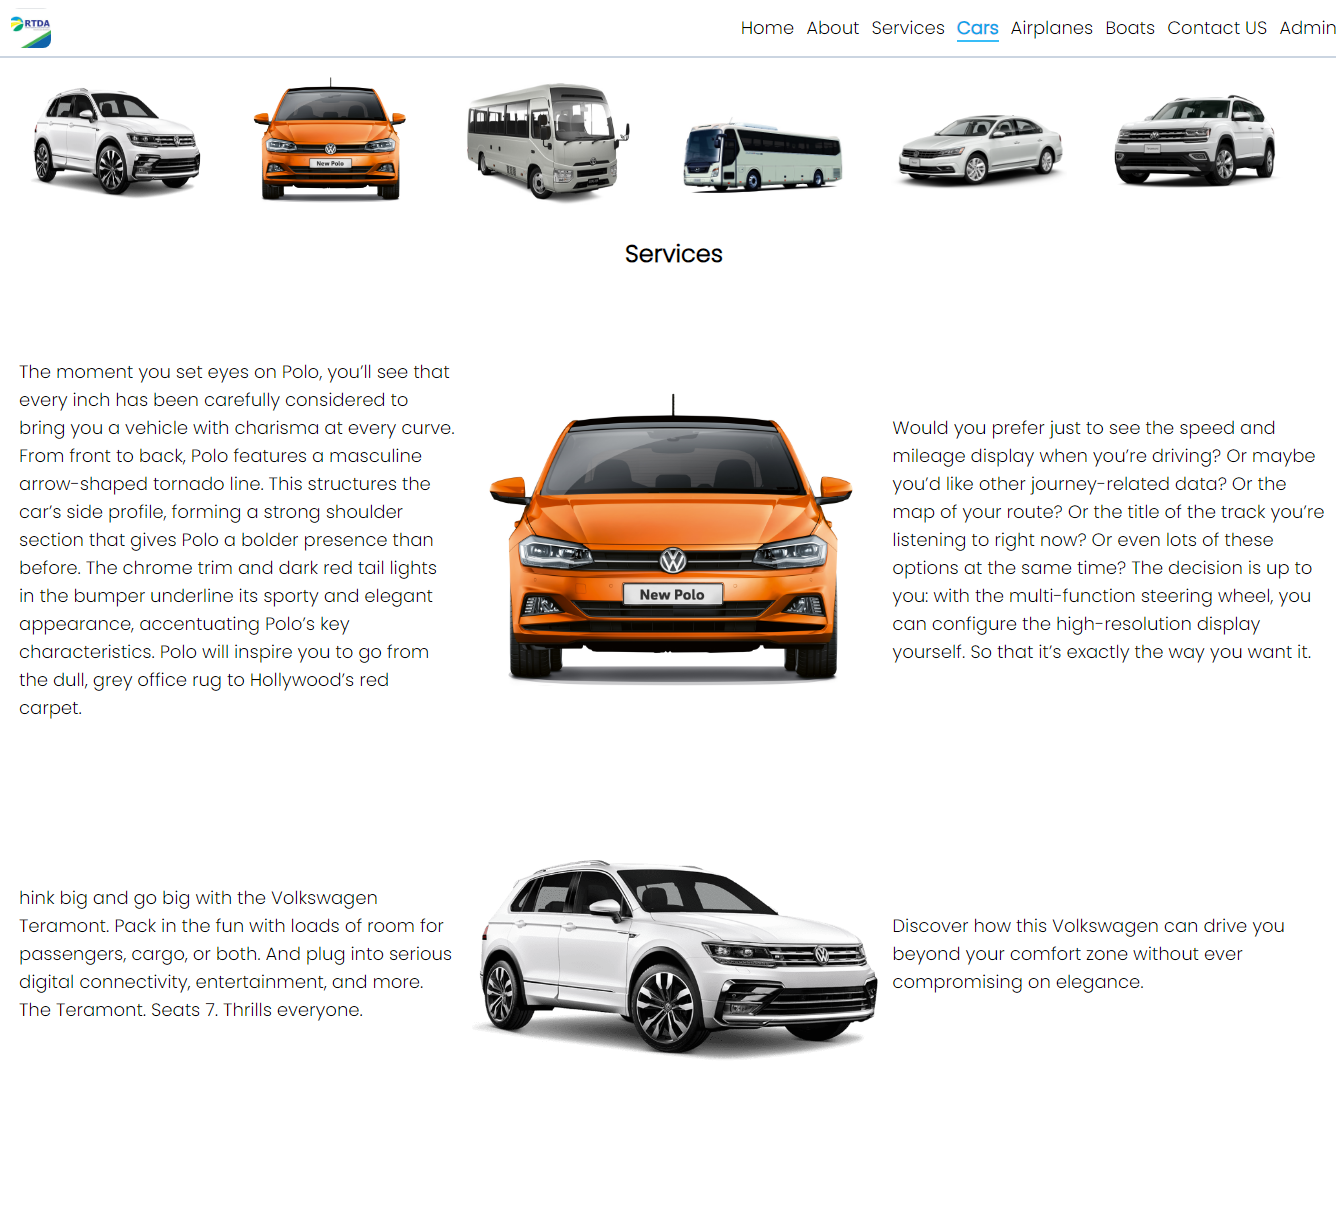 RTDA
Home About Services Cars Airplanes Boats Contact US Admin
New Polo
Services
The moment you set eyes on Polo, you’ll see that
every inch has been carefully considered to
bring you a vehicle with charisma at every curve.
From front to back, Polo features a masculine
arrow-shaped tornado line. This structures the
car’s side profile, forming a strong shoulder
section that gives Polo a bolder presence than
before. The chrome trim and dark red tail lights
in the bumper underline its sporty and elegant
appearance, accentuating Polo’s key
characteristics. Polo will inspire you to go from
the dull, grey office rug to Hollywood’s red
carpet.
New Polo
Would you prefer just to see the speed and
mileage display when you’re driving? Or maybe
you’d like other journey-related data? Or the
map of your route? Or the title of the track you’re
listening to right now? Or even lots of these
options at the same time? The decision is up to
you: with the multi-function steering wheel, you
can configure the high-resolution display
yourself. So that it’s exactly the way you want it.
hink big and go big with the Volkswagen
Teramont. Pack in the fun with loads of room for
passengers, cargo, or both. And plug into serious
digital connectivity, entertainment, and more.
The Teramont. Seats 7. Thrills everyone.
Discover how this Volkswagen can drive you
beyond your comfort zone without ever
compromising on elegance.